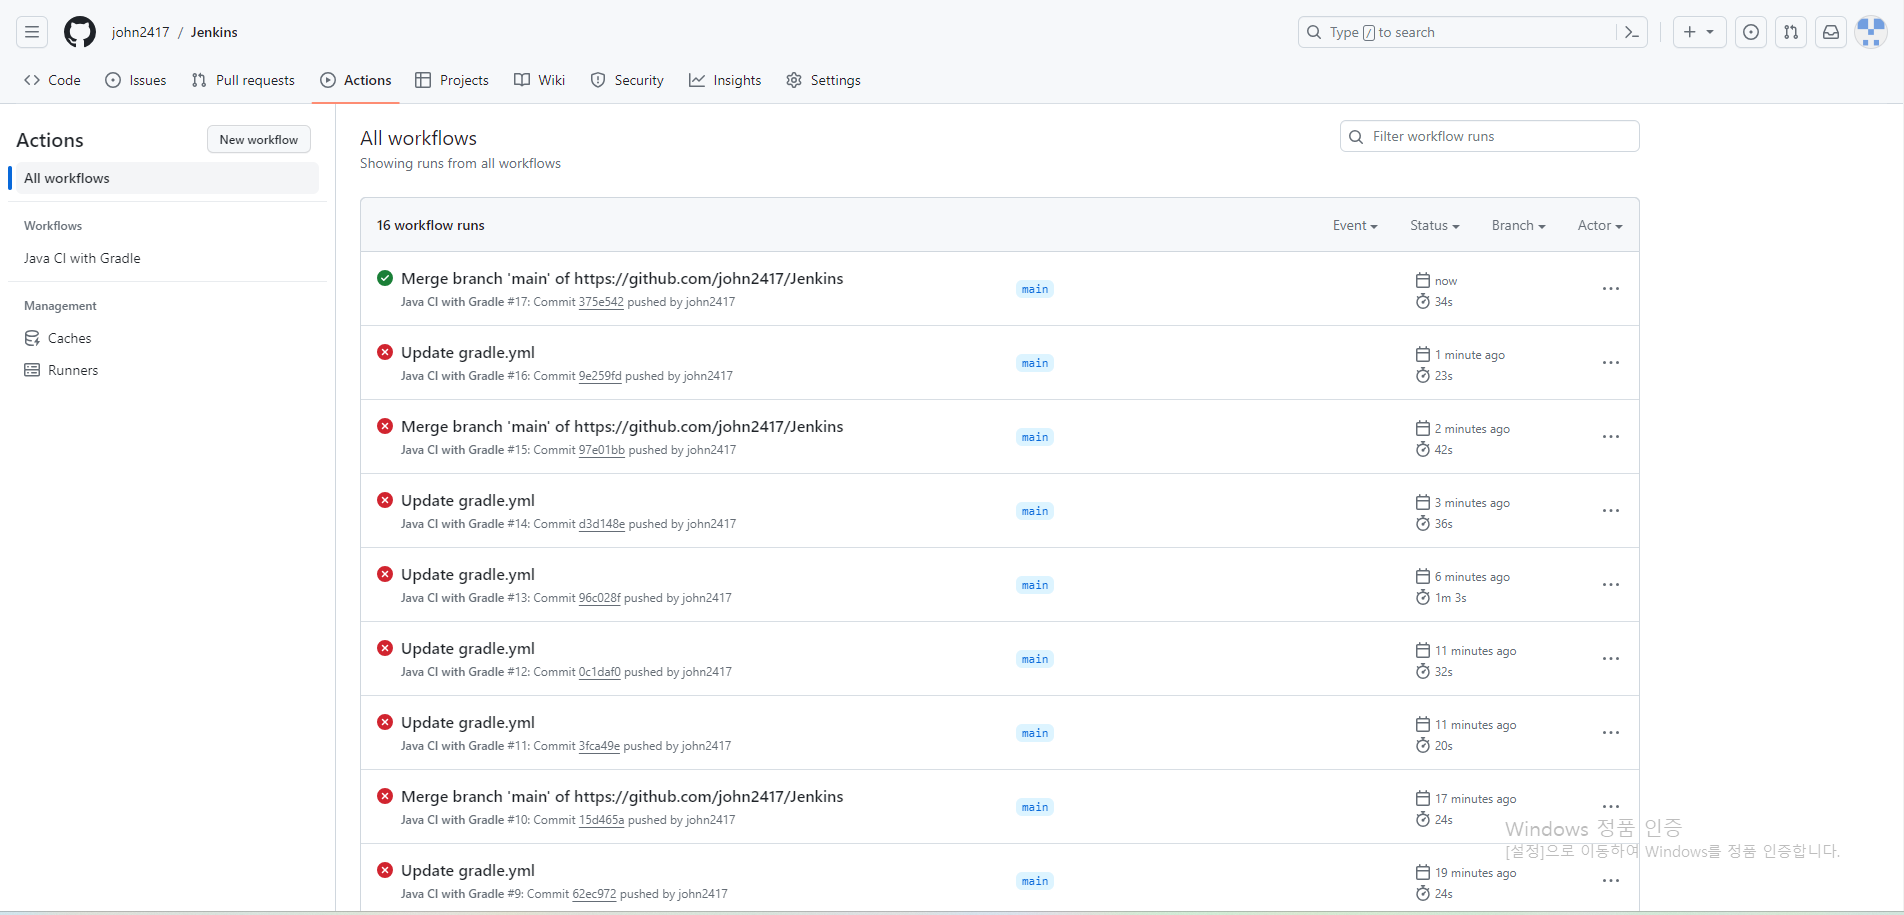 john2417 / Jenkins
Type / to search
Code Issues Pull requests Actions Projects Wiki Security Insights Settings
Actions
New workflow
All workflows
Workflows
Java CI with Gradle
Management
Caches
Runners
All workflows
Showing runs from all workflows
Filter workflow runs
16 workflow runs
Event Status Branch Actor
Merge branch 'main' of https://github.com/john2417/Jenkins
Java CI with Gradle #17: Commit 375e542 pushed by john2417
main
now
34s
Update gradle.yml
Java CI with Gradle #16: Commit 9e259fd pushed by john2417
main
1 minute ago
23s
Merge branch 'main' of https://github.com/john2417/Jenkins
Java CI with Gradle #15: Commit 97e01bb pushed by john2417
main
2 minutes ago
42s
Update gradle.yml
Java CI with Gradle #14: Commit d3d148e pushed by john2417
main
3 minutes ago
36s
Update gradle.yml
Java CI with Gradle #13: Commit 96c028f pushed by john2417
main
6 minutes ago
1m 3s
Update gradle.yml
Java CI with Gradle #12: Commit 0c1daf0 pushed by john2417
main
11 minutes ago
32s
Update gradle.yml
Java CI with Gradle #11: Commit 3fca49e pushed by john2417
main
11 minutes ago
20s
Merge branch 'main' of https://github.com/john2417/Jenkins
Java CI with Gradle #10: Commit 15d465a pushed by john2417
main
17 minutes ago
24s
Update gradle.yml
Java CI with Gradle #9: Commit 62ec972 pushed by john2417
main
19 minutes ago
24s
Windows 정품 인증
[설정]으로 이동하여 Windows를 정품 인증합니다.